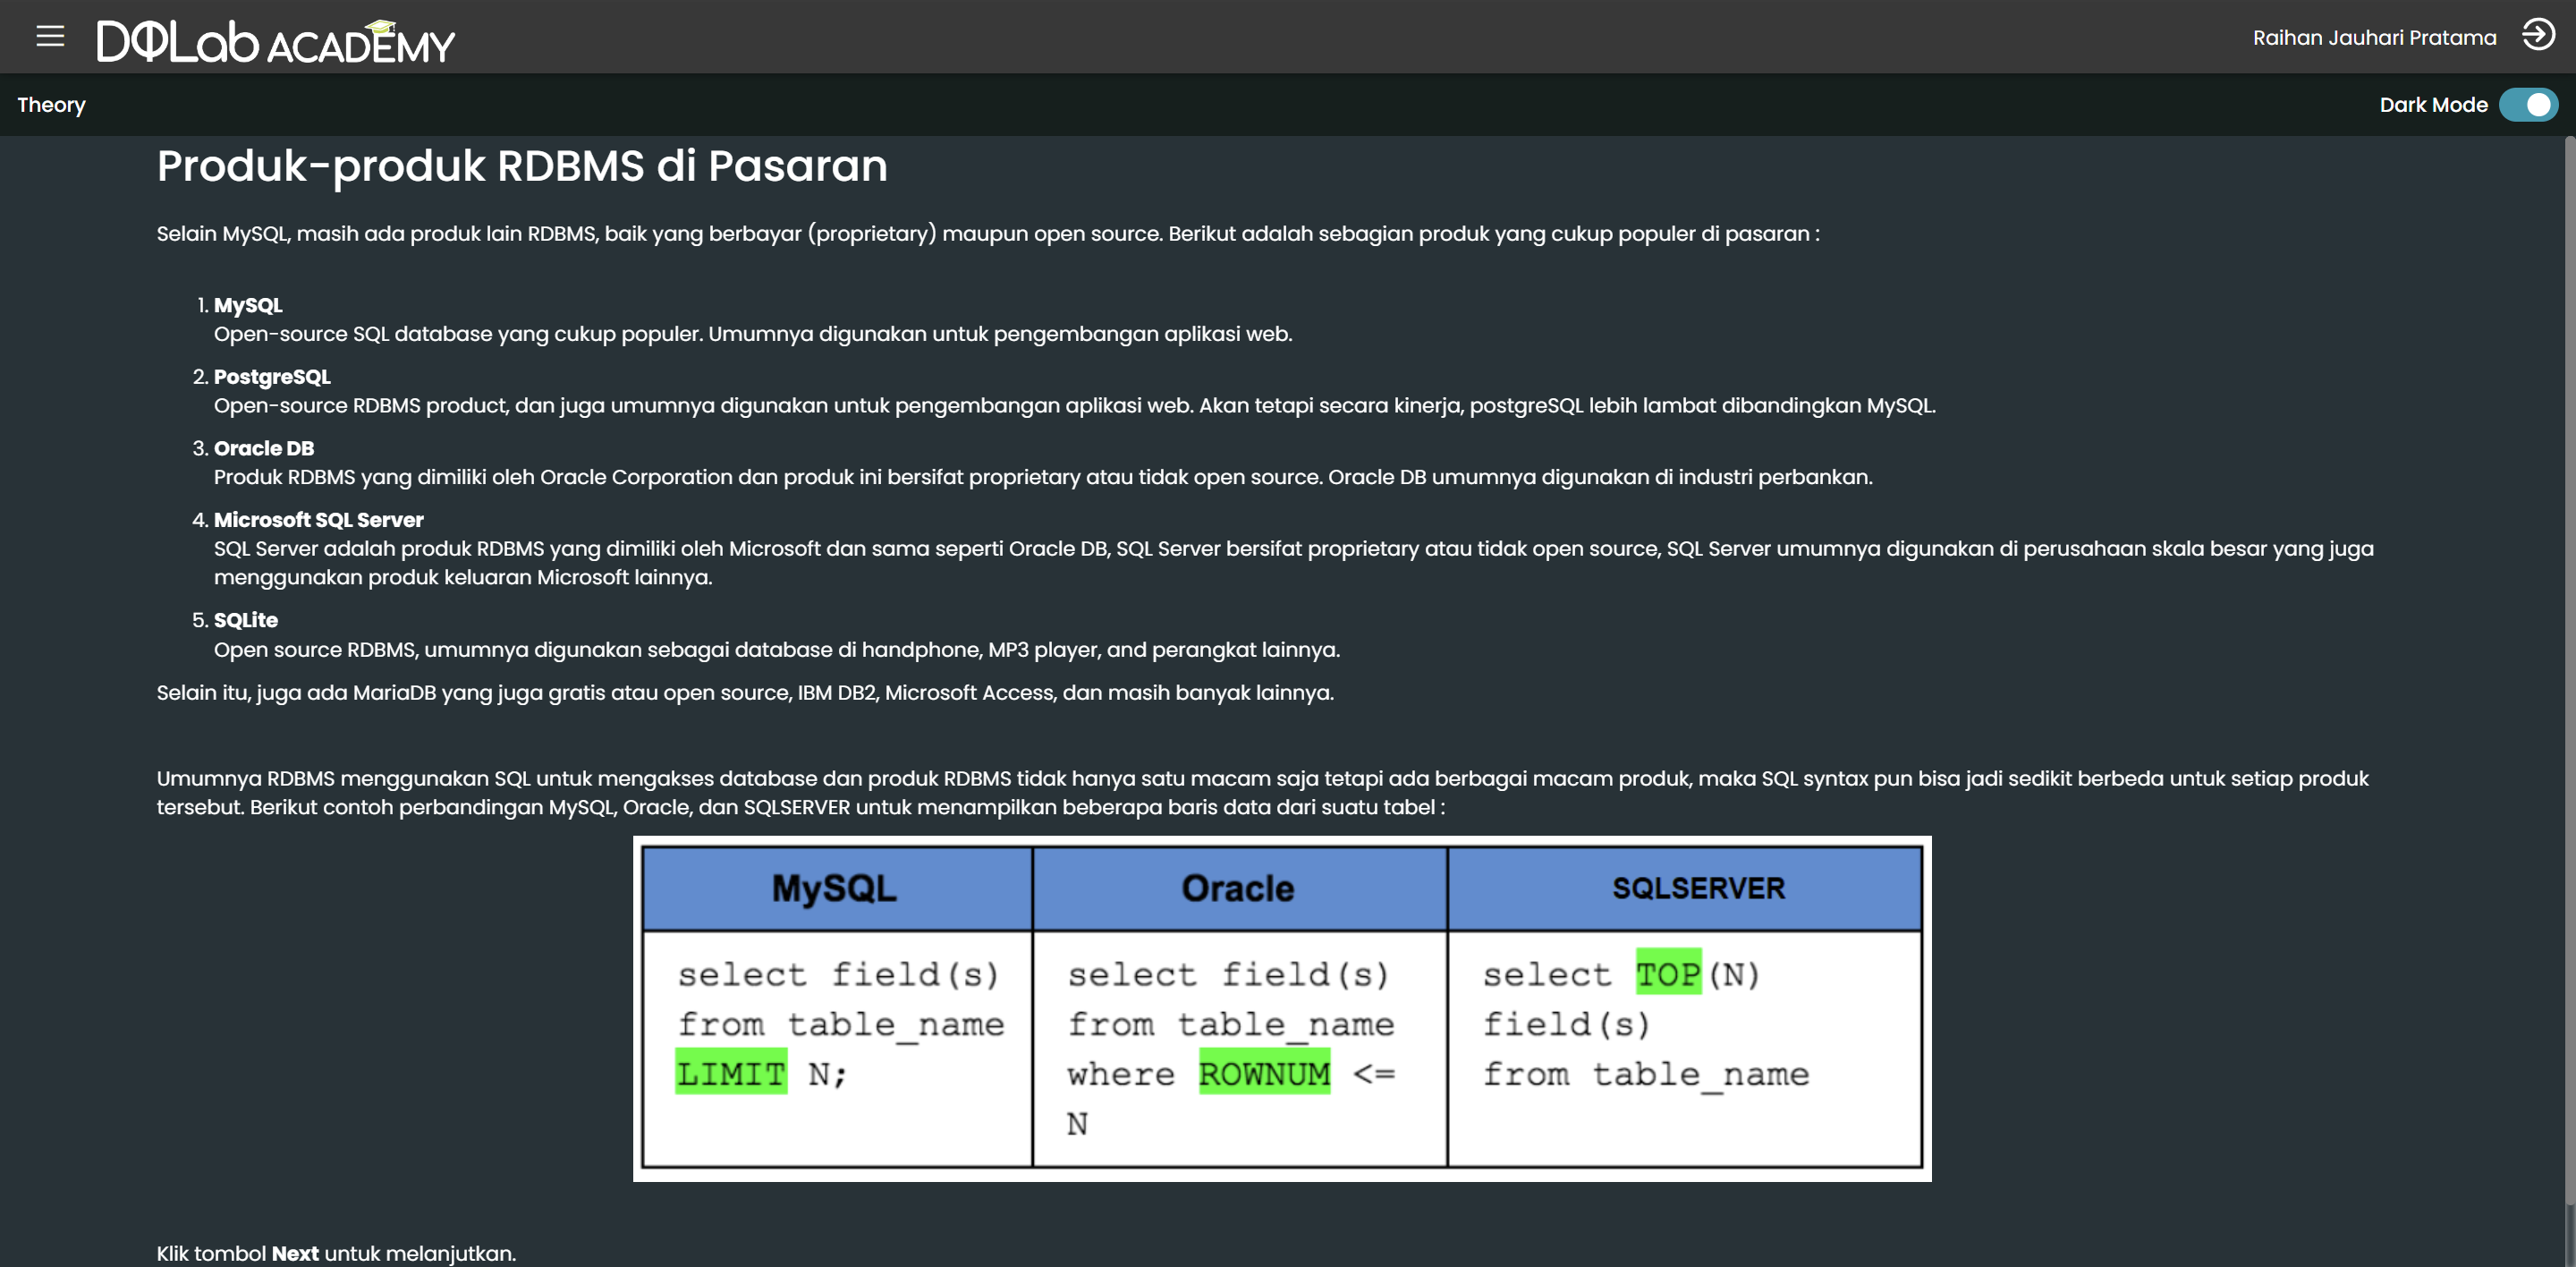 DQLab ACADEMY
Raihan Jauhari Pratama
Theory
Dark Mode
Produk-produk RDBMS di Pasaran
Selain MySQL, masih ada produk lain RDBMS, baik yang berbayar (proprietary) maupun open source. Berikut adalah sebagian produk yang cukup populer di pasaran :
1. MySQL
Open-source SQL database yang cukup populer. Umumnya digunakan untuk pengembangan aplikasi web.
2. PostgreSQL
Open-source RDBMS product, dan juga umumnya digunakan untuk pengembangan aplikasi web. Akan tetapi secara kinerja, postgreSQL lebih lambat dibandingkan MySQL.
3. Oracle DB
Produk RDBMS yang dimiliki oleh Oracle Corporation dan produk ini bersifat proprietary atau tidak open source. Oracle DB umumnya digunakan di industri perbankan.
4. Microsoft SQL Server
SQL Server adalah produk RDBMS yang dimiliki oleh Microsoft dan sama seperti Oracle DB, SQL Server bersifat proprietary atau tidak open source, SQL Server umumnya digunakan di perusahaan skala besar yang juga
menggunakan produk keluaran Microsoft lainnya.
5. SQLite
Open source RDBMS, umumnya digunakan sebagai database di handphone, MP3 player, and perangkat lainnya.
Selain itu, juga ada MariaDB yang juga gratis atau open source, IBM DB2, Microsoft Access, dan masih banyak lainnya.
Umumnya RDBMS menggunakan SQL untuk mengakses database dan produk RDBMS tidak hanya satu macam saja tetapi ada berbagai macam produk, maka SQL syntax pun bisa jadi sedikit berbeda untuk setiap produk
tersebut. Berikut contoh perbandingan MySQL, Oracle, dan SQLSERVER untuk menampilkan beberapa baris data dari suatu tabel :
MySQL
Oracle
SQLSERVER
select field(s)
from table_name
LIMIT N;
select field(s)
from table_name
where ROWNUM <=
N
select TOP(N)
field(s)
from table_name
Klik tombol Next untuk melanjutkan.